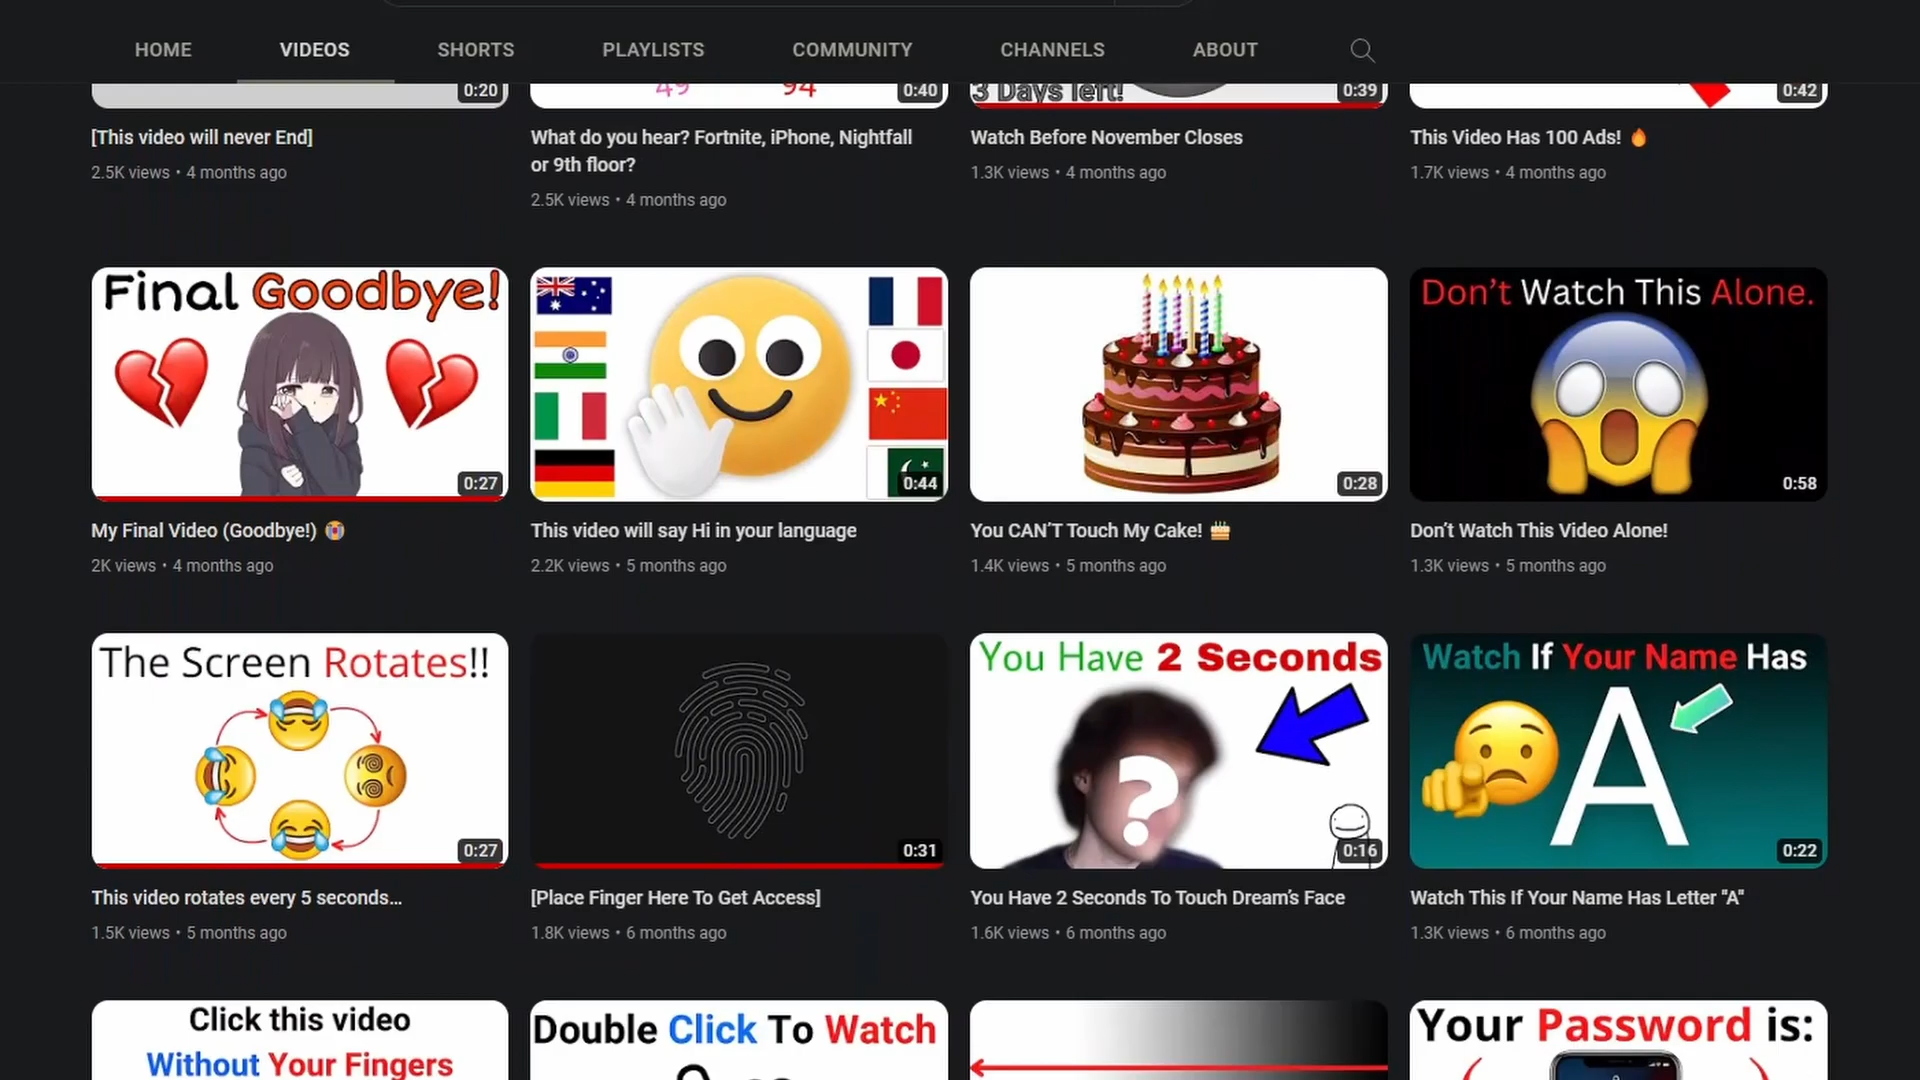 HOME VIDEOS SHORTS PLAYLISTS COMMUNITY CHANNELS ABOUT
0:20
49 94 0:40
3 Days left! 0:39
0:42
[This video will never End]
2.5K views • 4 months ago
What do you hear? Fortnite, iPhone, Nightfall
or 9th floor?
2.5K views • 4 months ago
Watch Before November Closes
1.3K views • 4 months ago
This Video Has 100 Ads! 🔥
1.7K views • 4 months ago
Final Goodbye!
0:27
My Final Video (Goodbye!) 😭
2K views • 4 months ago
0:44
This video will say Hi in your language
2.2K views • 5 months ago
0:28
You CAN’T Touch My Cake! 🎂
1.4K views • 5 months ago
Don’t Watch This Alone.
0:58
Don’t Watch This Video Alone!
1.3K views • 5 months ago
The Screen Rotates!!
0:27
This video rotates every 5 seconds...
1.5K views • 5 months ago
0:31
[Place Finger Here To Get Access]
1.8K views • 6 months ago
You Have 2 Seconds
?
0:16
You Have 2 Seconds To Touch Dream’s Face
1.6K views • 6 months ago
Watch If Your Name Has
A
0:22
Watch This If Your Name Has Letter "A"
1.3K views • 6 months ago
Click this video
Without Your Fingers
Double Click To Watch
Your Password is: